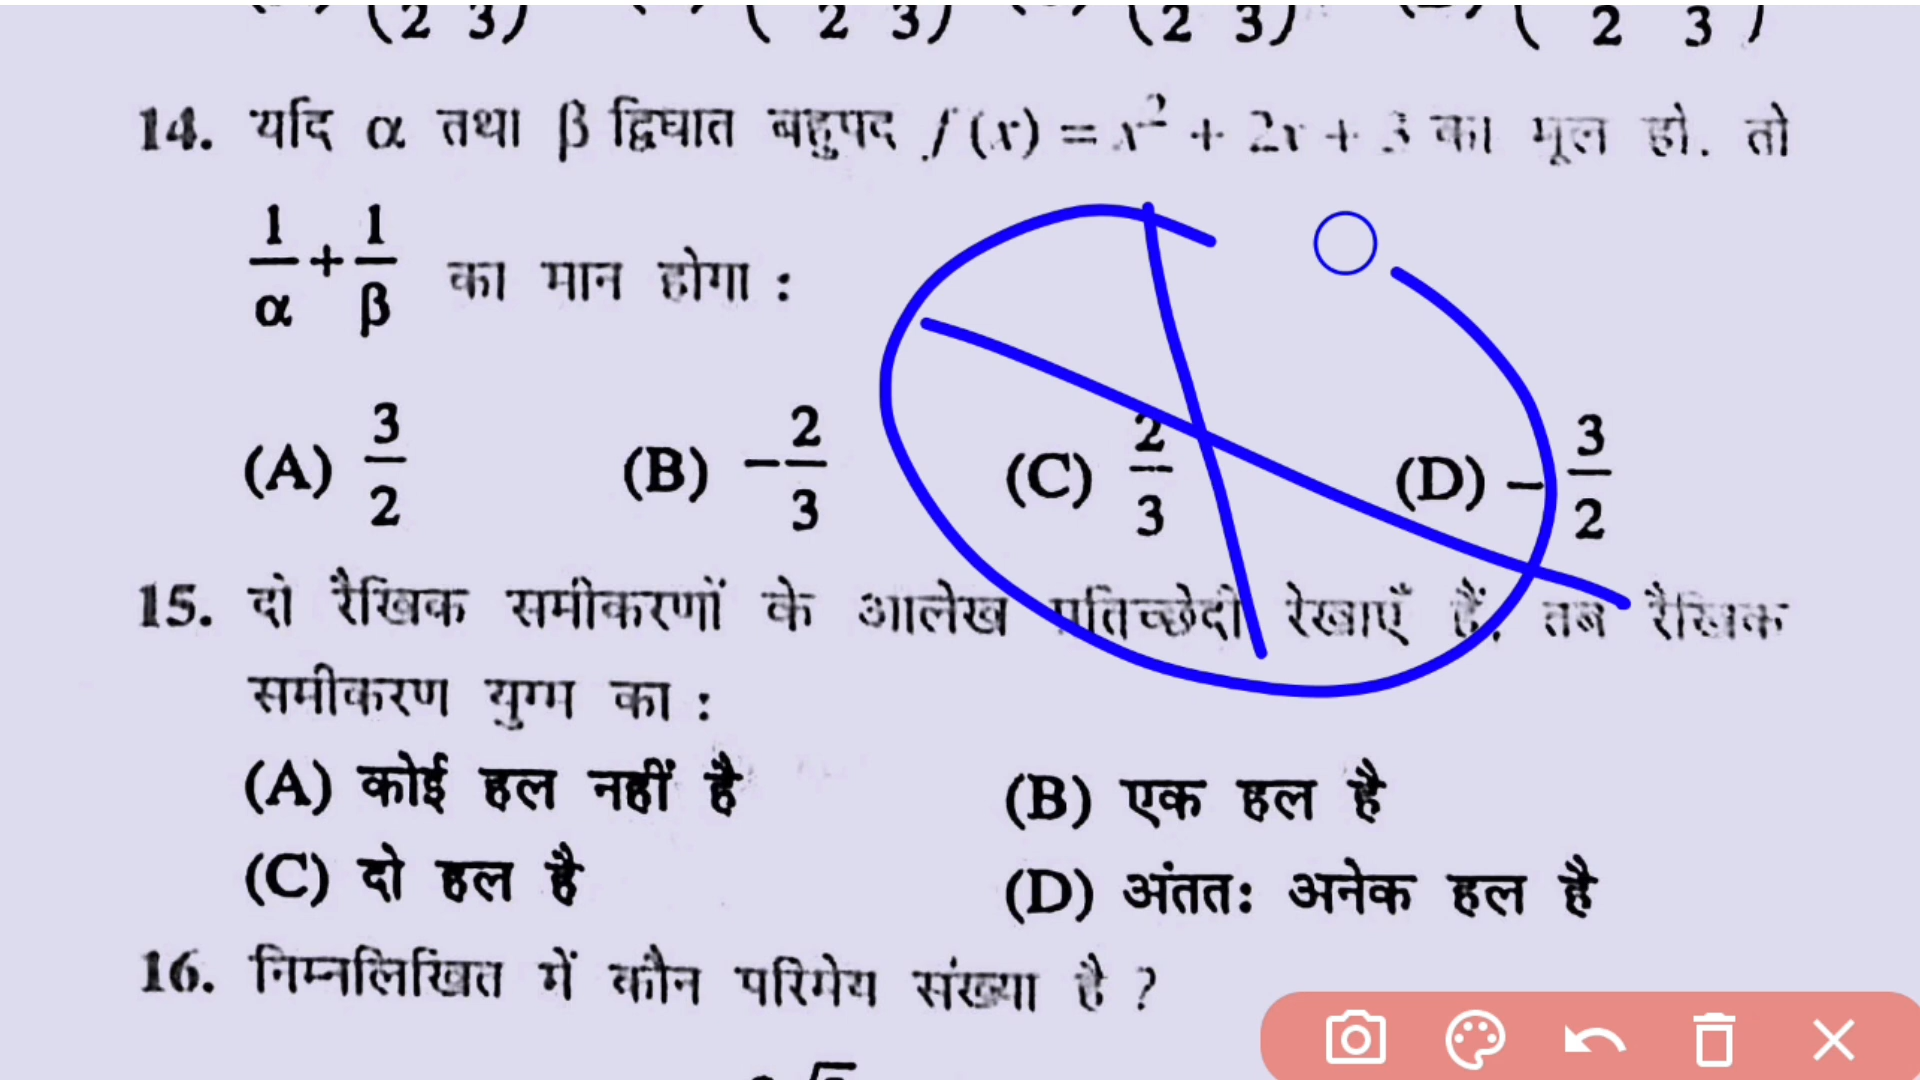 14. यदि α तथा β द्विघात बहुपद f(x) = x² + 2x + 3 का मूल हो. तो
1/α + 1/β का मान होगा :
(A) 3/2 (B) -2/3 (C) 2/3 (D) -3/2
15. दो रैखिक समीकरणों के आलेख प्रतिच्छेदी रेखाएँ हैं, तब रैखिक
समीकरण युग्म का :
(A) कोई हल नहीं है (B) एक हल है
(C) दो हल है (D) अंततः अनेक हल है
16. निम्नलिखित में कौन परिमेय संख्या है ?